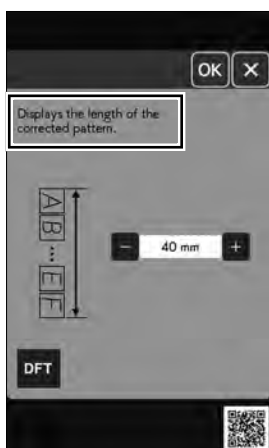 OK X
Displays the length of the
corrected pattern.
A
B
E
F
- 40 mm +
DFT